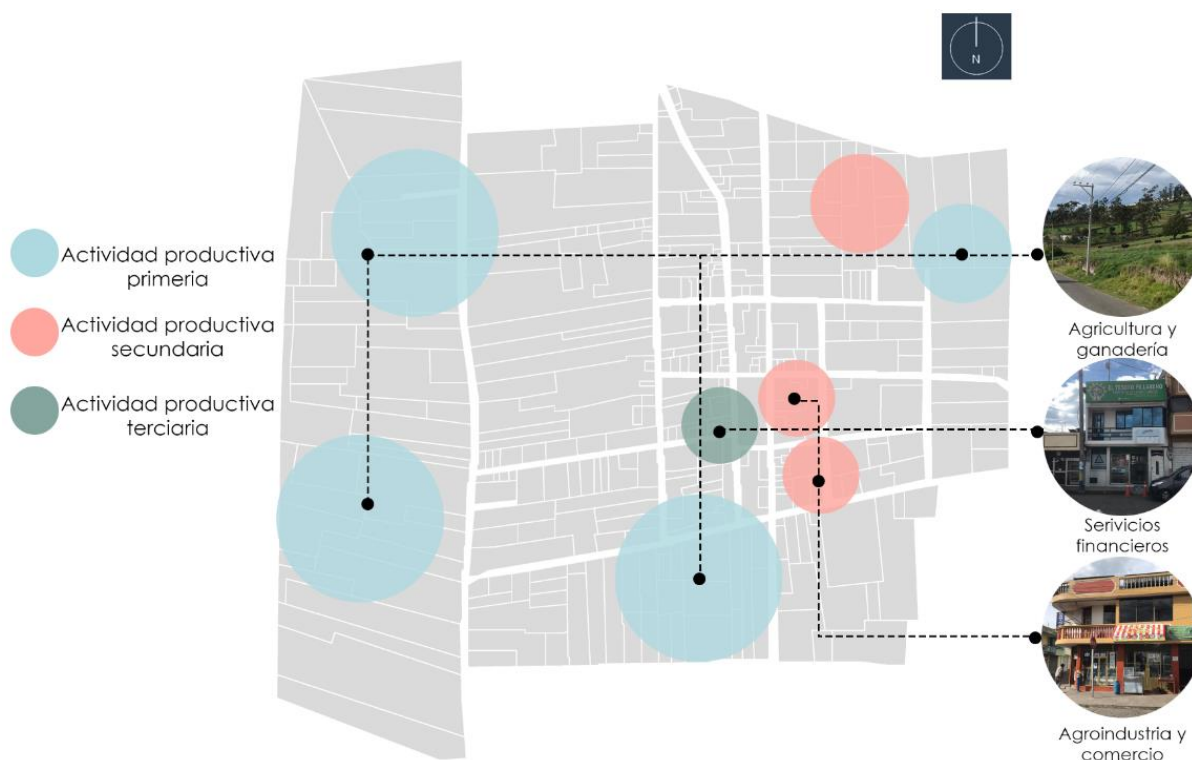 N
Actividad productiva
primeria
Actividad productiva
secundaria
Actividad productiva
terciaria
Agricultura y
ganadería
Serivicios
financieros
Agroindustria y
comercio